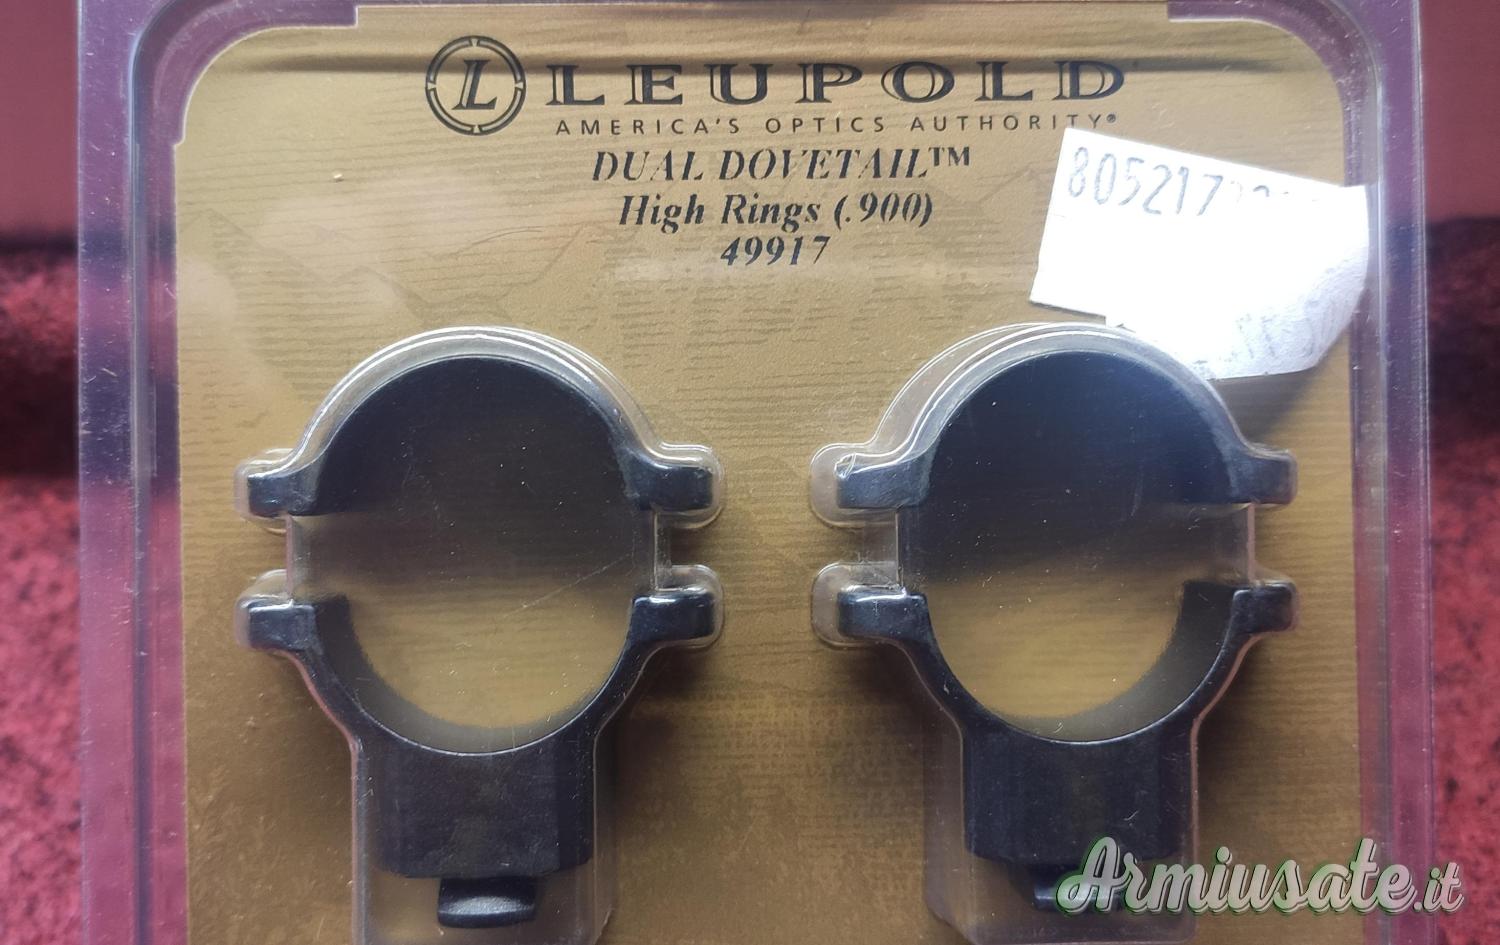 L LEUPOLD
AMERICA'S OPTICS AUTHORITY®
DUAL DOVETAIL™
High Rings (.900)
49917
Armiusate.it